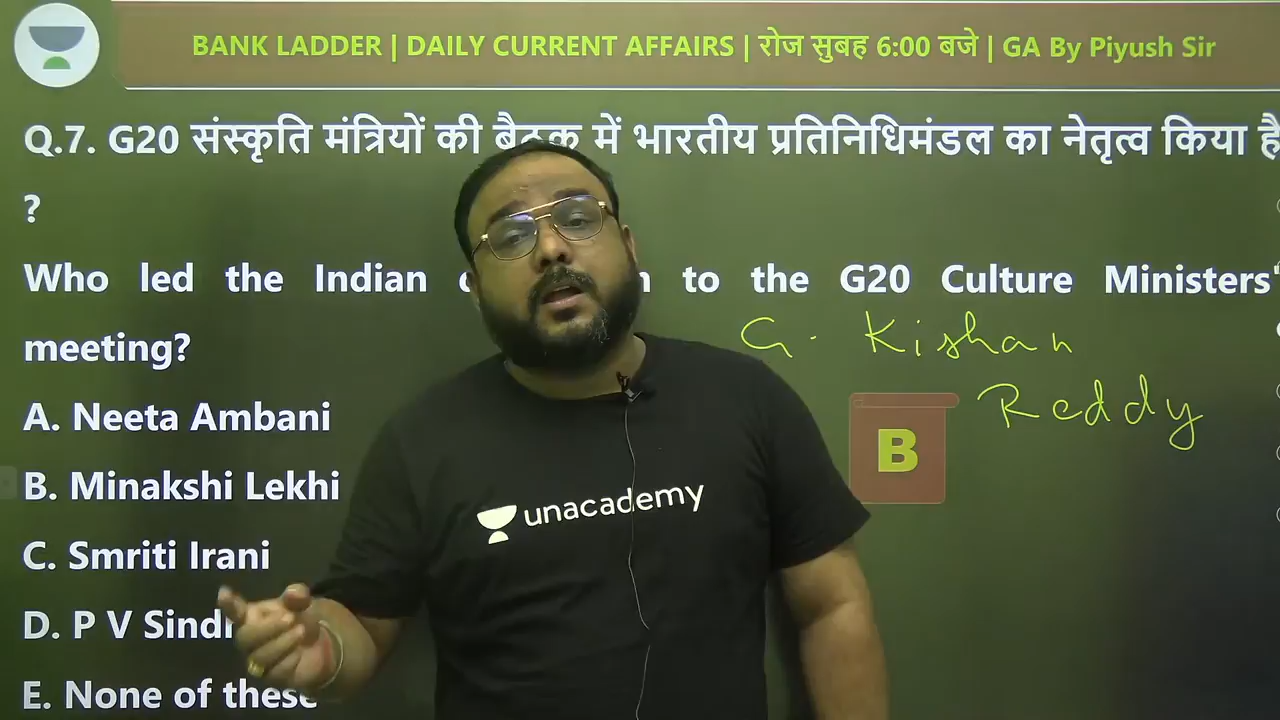 BANK LADDER | DAILY CURRENT AFFAIRS | रोज सुबह 6:00 बजे | GA By Piyush Sir
Q.7. G20 संस्कृति मंत्रियों की बैठक में भारतीय प्रतिनिधिमंडल का नेतृत्व किया है
?
Who led the Indian to the G20 Culture Ministers'
meeting?
G. Kishan
Reddy
A. Neeta Ambani
B
B. Minakshi Lekhi
unacademy
C. Smriti Irani
D. P V
E. None of these